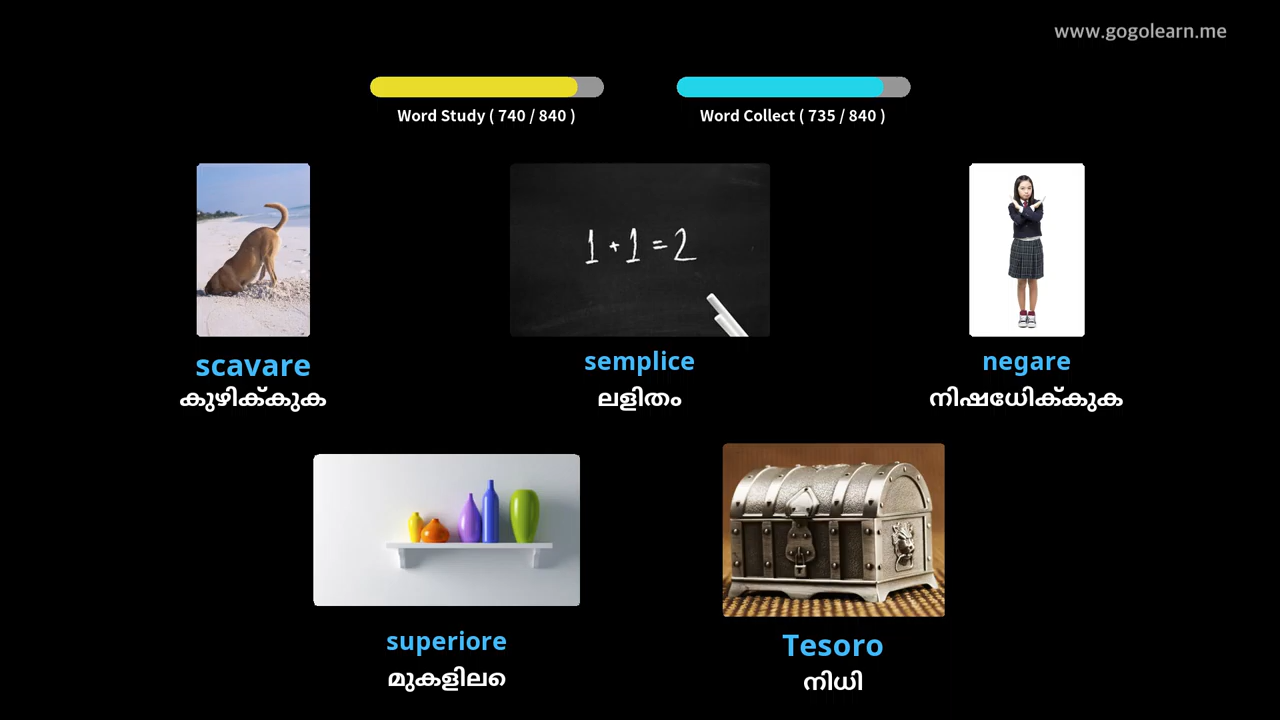 www.gogolearn.me
Word Study ( 740 / 840 )
Word Collect ( 735 / 840 )
1 + 1 = 2
scavare
semplice
negare
കുഴിക്കുക
ലളിതം
നിഷധേിക്കുക
superiore
Tesoro
മുകളിലെ
നിധി